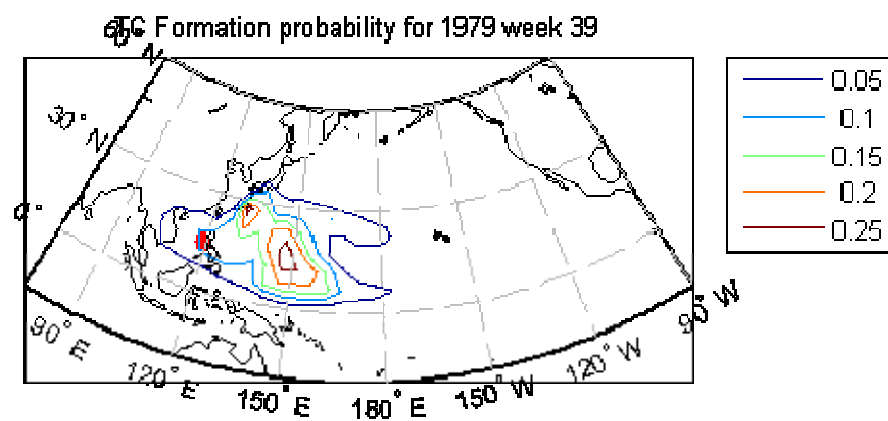 TC Formation probability for 1979 week 39
60° N
30° N
0°
90° E
120° E
150° E
180° E
150° W
120° W
90° W
0.05
0.1
0.15
0.2
0.25